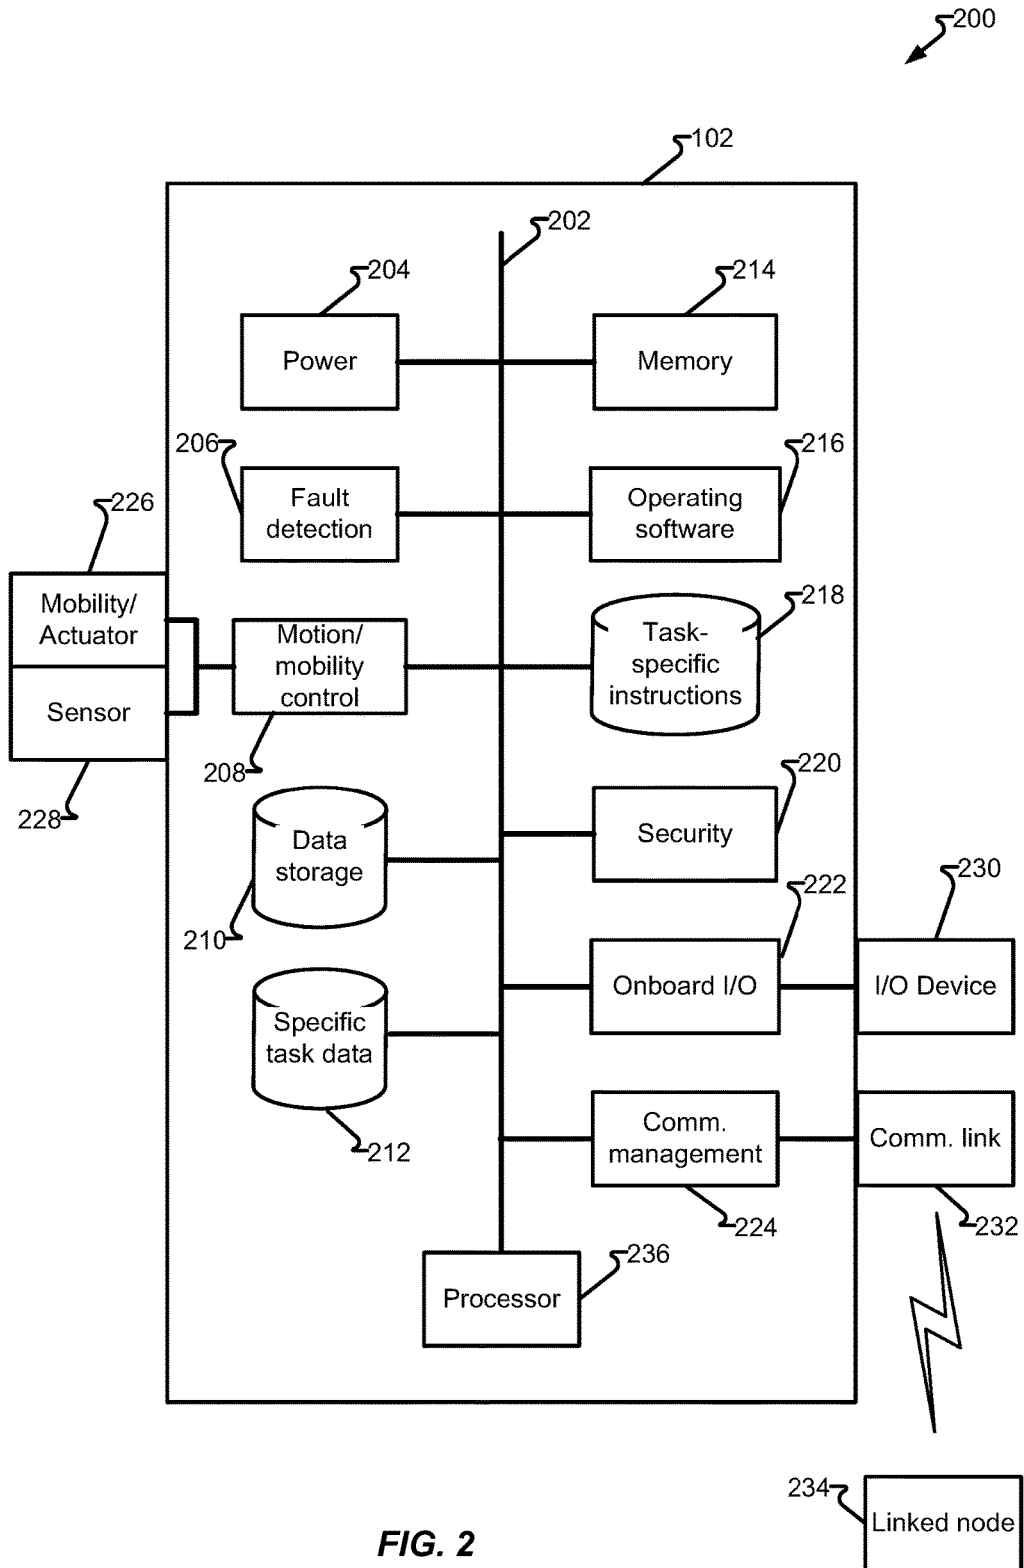 200
102
202
204
214
Power
Memory
206
216
Fault
detection
Operating
software
226
218
Mobility/
Actuator
Motion/
mobility
control
Task-
specific
instructions
Sensor
208
228
220
Data
storage
Security
210
222
230
Onboard I/O
I/O Device
Specific
task data
212
Comm.
management
Comm. link
224
232
236
Processor
234
Linked node
FIG. 2